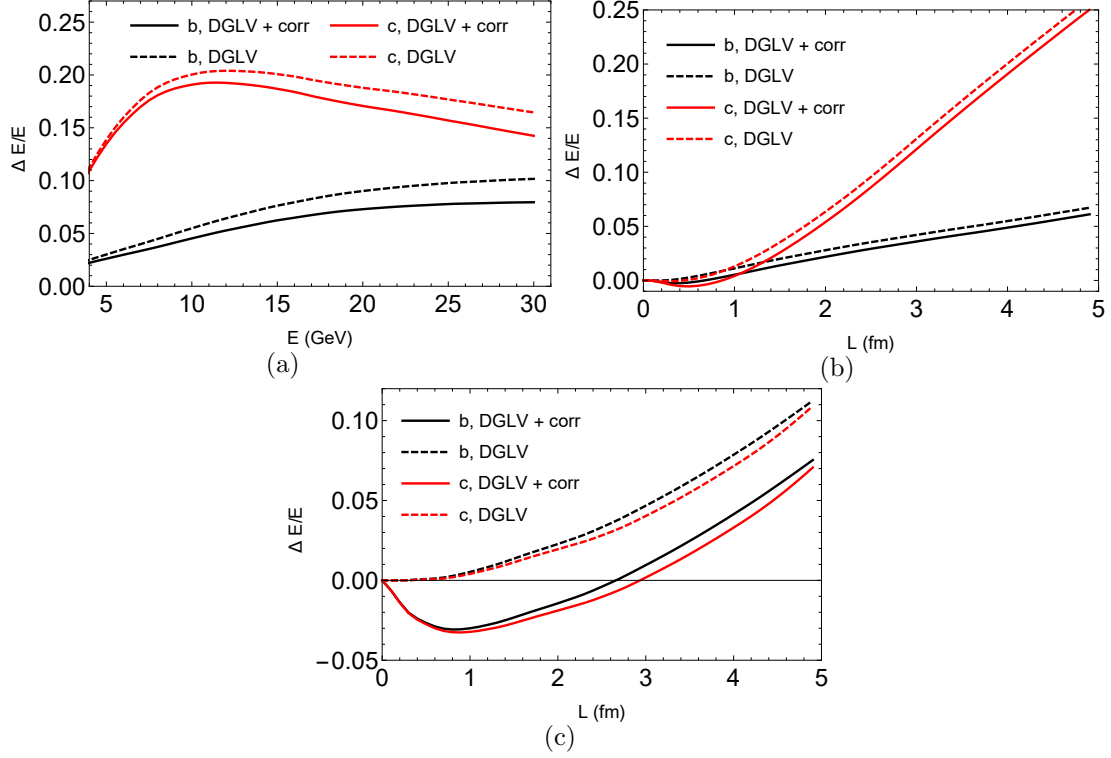 0.25
0.20
0.15
0.10
0.05
0.00
Δ E/E
b, DGLV + corr
c, DGLV + corr
b, DGLV
c, DGLV
5 10 15 20 25 30
E (GeV)
(a)
0.25
0.20
0.15
0.10
0.05
0.00
Δ E/E
b, DGLV + corr
b, DGLV
c, DGLV + corr
c, DGLV
0 1 2 3 4 5
L (fm)
(b)
0.10
0.05
0.00
−0.05
Δ E/E
b, DGLV + corr
b, DGLV
c, DGLV + corr
c, DGLV
0 1 2 3 4 5
L (fm)
(c)